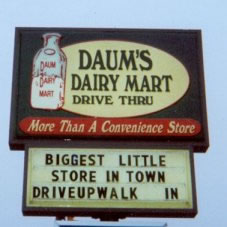 DAUM'S
DAIRY MART
DRIVE THRU
DAUM
DAIRY
MART
More Than A Convenience Store
BIGGEST LITTLE
STORE IN TOWN
DRIVEUPWALK IN